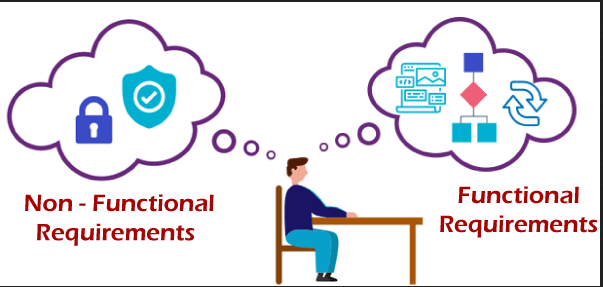 Non - Functional
Requirements
Functional
Requirements